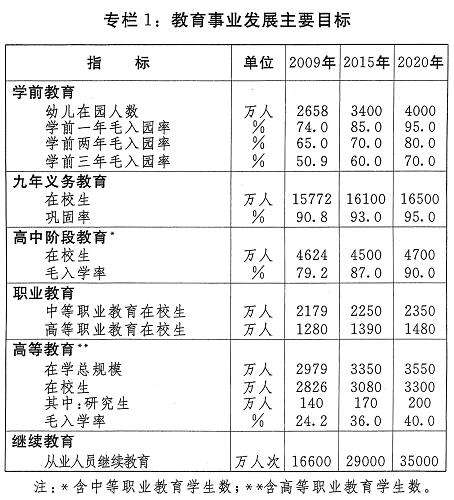 专栏1：教育事业发展主要目标
指 标 单位 2009年 2015年 2020年
学前教育
幼儿在园人数 万人 2658 3400 4000
学前一年毛入园率 % 74.0 85.0 95.0
学前两年毛入园率 % 65.0 70.0 80.0
学前三年毛入园率 % 50.9 60.0 70.0
九年义务教育
在校生 万人 15772 16100 16500
巩固率 % 90.8 93.0 95.0
高中阶段教育*
在校生 万人 4624 4500 4700
毛入学率 % 79.2 87.0 90.0
职业教育
中等职业教育在校生 万人 2179 2250 2350
高等职业教育在校生 万人 1280 1390 1480
高等教育**
在学总规模 万人 2979 3350 3550
在校生 万人 2826 3080 3300
其中:研究生 万人 140 170 200
毛入学率 % 24.2 36.0 40.0
继续教育
从业人员继续教育 万人次 16600 29000 35000
注:*含中等职业教育学生数;**含高等职业教育学生数。